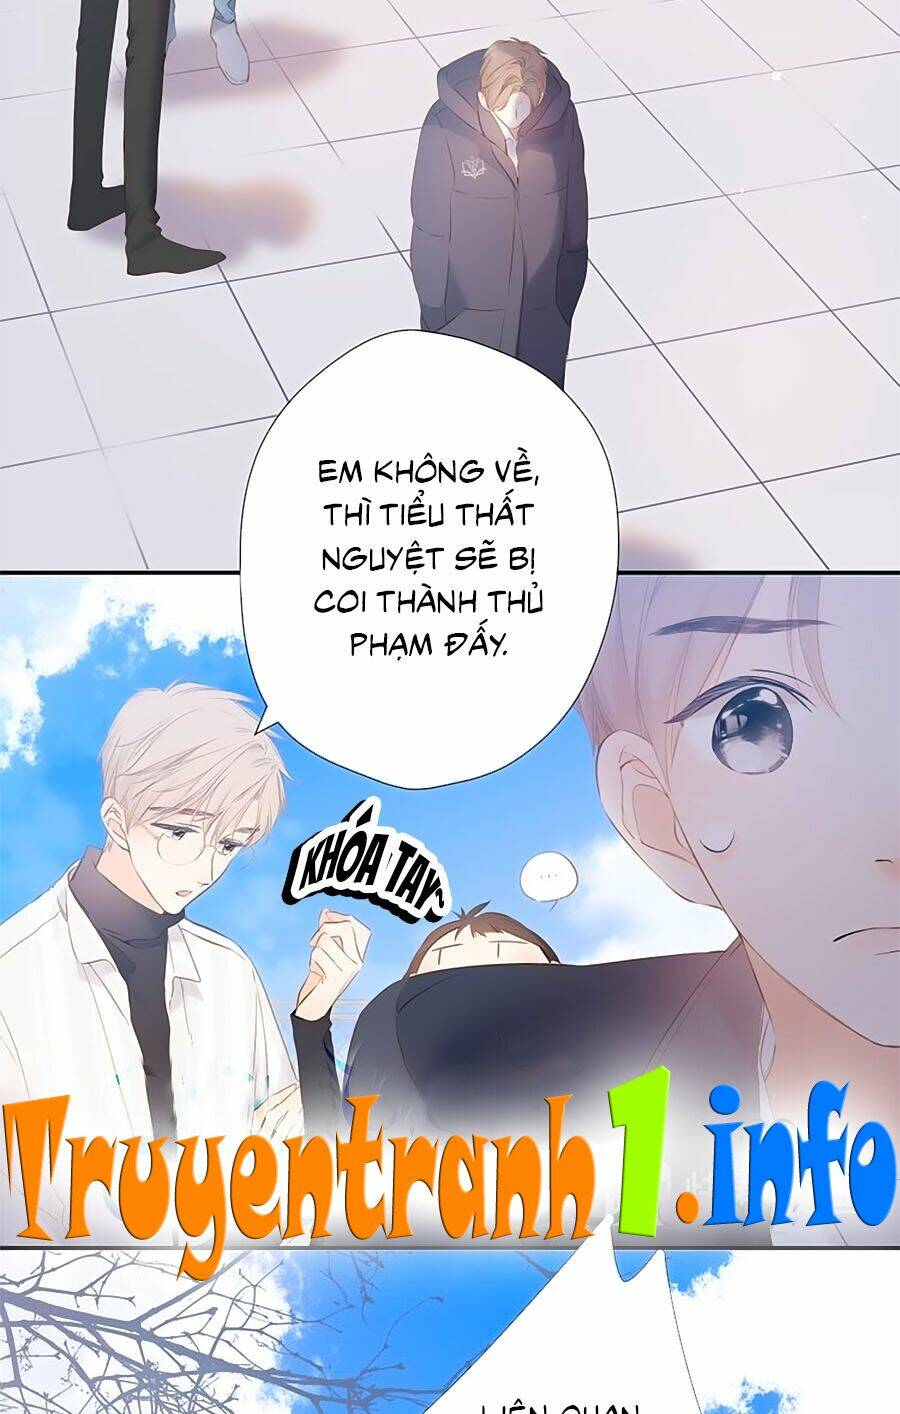 EM KHÔNG VỀ,
THÌ TIỂU THẤT
NGUYỆT SẼ BỊ
COI THÀNH THỦ
PHẠM ĐẤY.
KHÓA TAY~
...
Truyentranh1.info
LIÊN QUAN